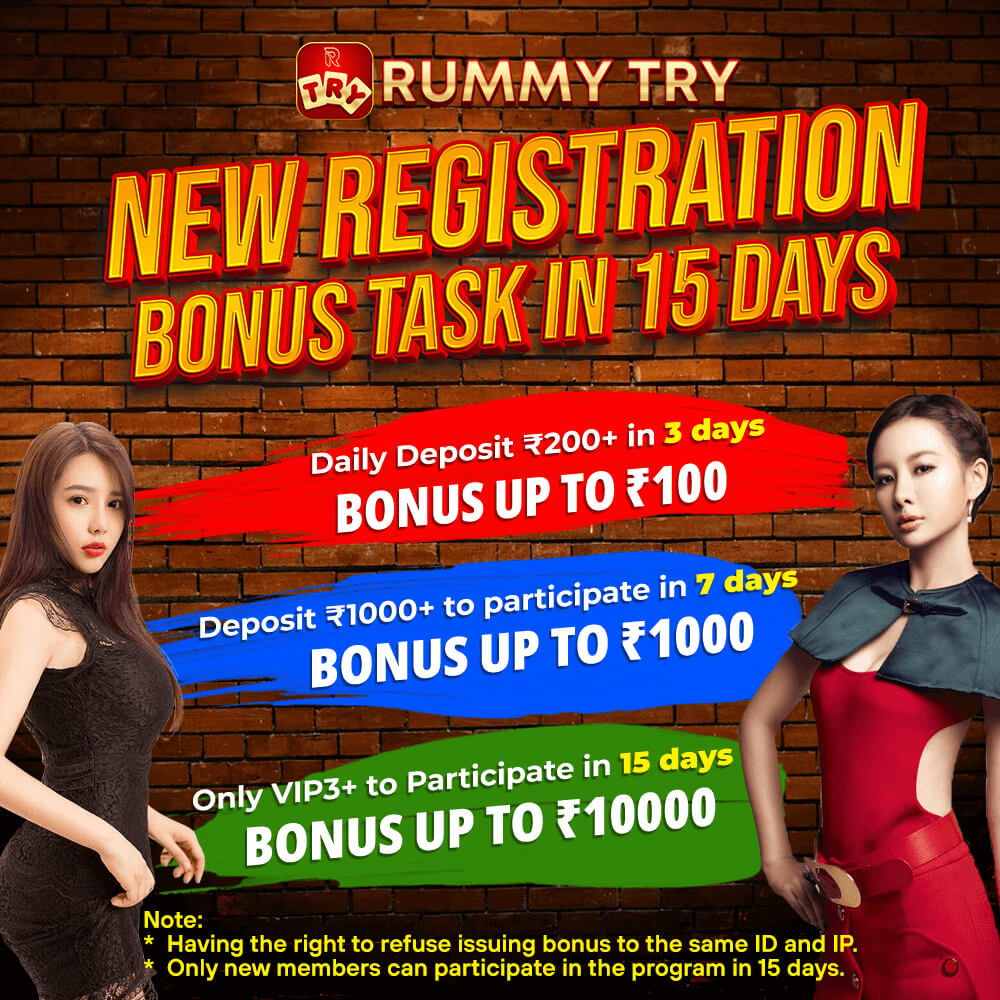 R
TRY
RUMMY TRY
NEW REGISTRATION
BONUS TASK IN 15 DAYS
Daily Deposit ₹200+ in 3 days
BONUS UP TO ₹100
Deposit ₹1000+ to participate in 7 days
BONUS UP TO ₹1000
Only VIP3+ to Participate in 15 days
BONUS UP TO ₹10000
Note:
* Having the right to refuse issuing bonus to the same ID and IP.
* Only new members can participate in the program in 15 days.